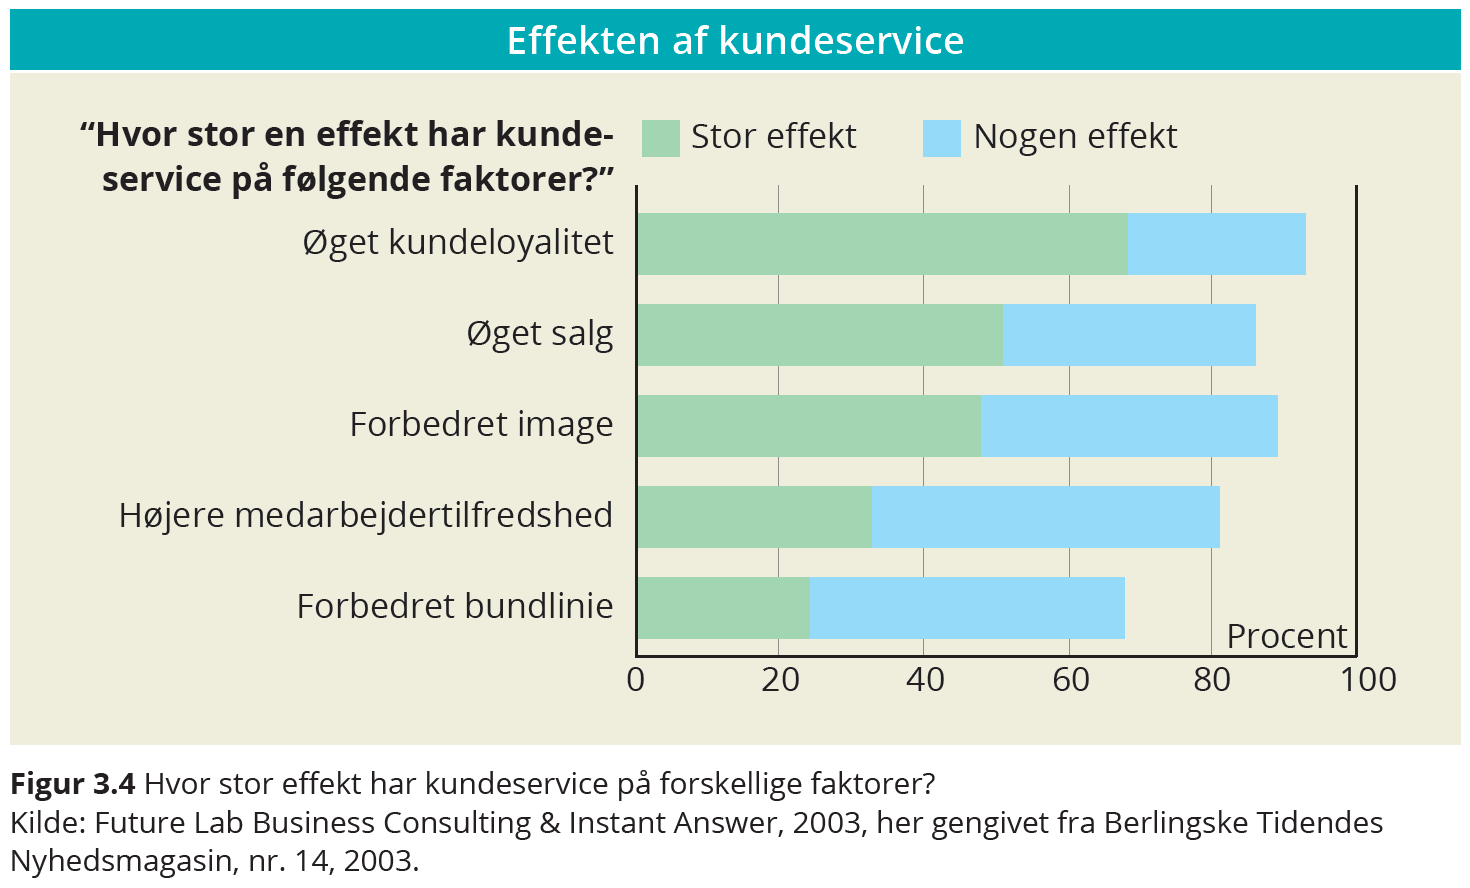 Effekten af kundeservice
“Hvor stor en effekt har kunde-
service på følgende faktorer?”
Stor effekt
Nogen effekt
Øget kundeloyalitet
Øget salg
Forbedret image
Højere medarbejdertilfredshed
Forbedret bundlinie
Procent
0 20 40 60 80 100
Figur 3.4 Hvor stor effekt har kundeservice på forskellige faktorer?
Kilde: Future Lab Business Consulting & Instant Answer, 2003, her gengivet fra Berlingske Tidendes
Nyhedsmagasin, nr. 14, 2003.